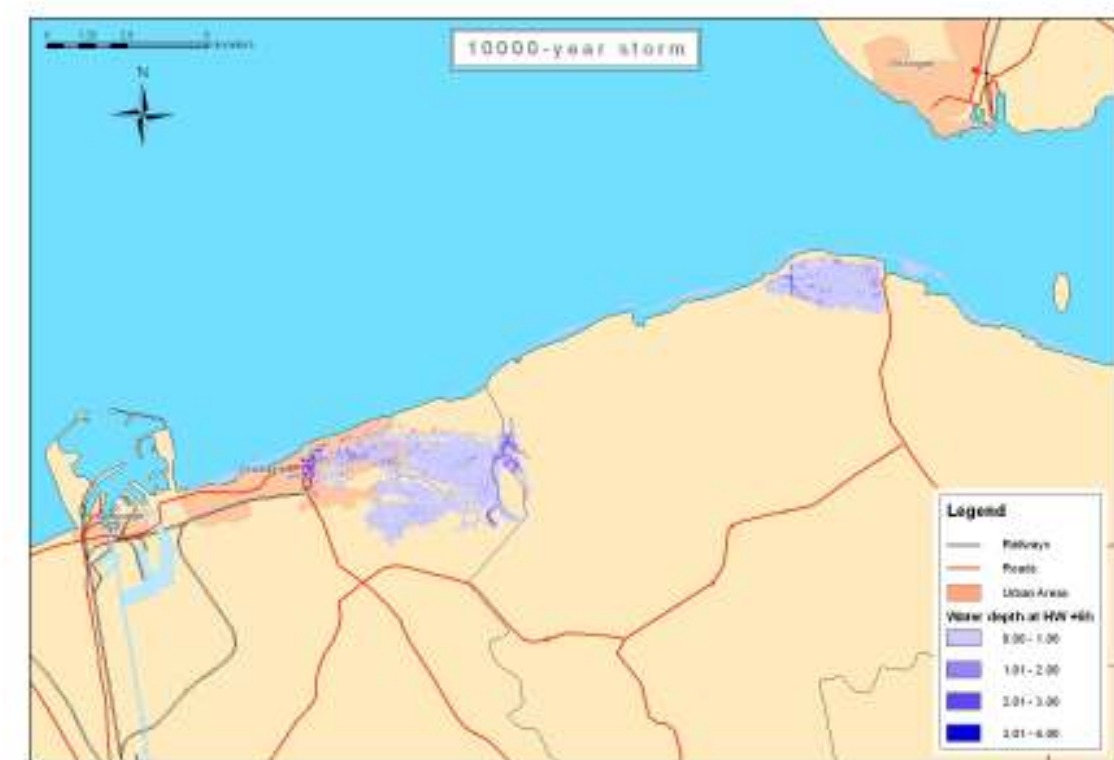 10000-year storm
N
Legend
Railways
Roads
Urban Areas
Water depth at HW +6h
0.00 - 1.00
1.01 - 2.00
2.01 - 3.00
3.01 - 6.00